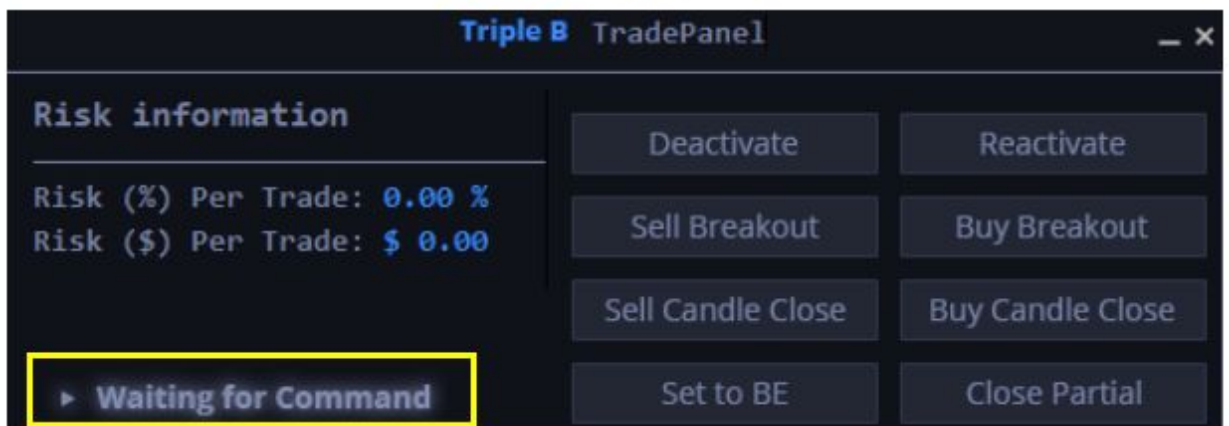 Triple B TradePanel
Risk information
Risk (%) Per Trade: 0.00 %
Risk ($) Per Trade: $ 0.00
Waiting for Command
Deactivate
Reactivate
Sell Breakout
Buy Breakout
Sell Candle Close
Buy Candle Close
Set to BE
Close Partial